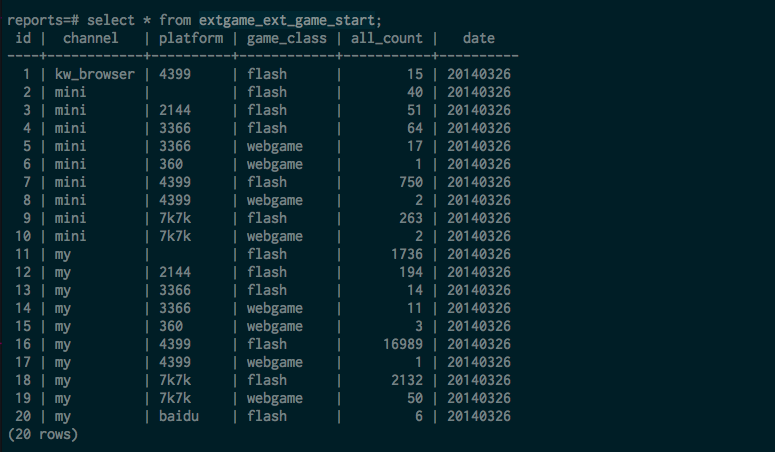 reports=# select * from extgame_ext_game_start;
 id |  channel   | platform | game_class | all_count |   date
----+------------+----------+------------+-----------+----------
  1 | kw_browser | 4399     | flash      |        15 | 20140326
  2 | mini       |          | flash      |        40 | 20140326
  3 | mini       | 2144     | flash      |        51 | 20140326
  4 | mini       | 3366     | flash      |        64 | 20140326
  5 | mini       | 3366     | webgame    |        17 | 20140326
  6 | mini       | 360      | webgame    |         1 | 20140326
  7 | mini       | 4399     | flash      |       750 | 20140326
  8 | mini       | 4399     | webgame    |         2 | 20140326
  9 | mini       | 7k7k     | flash      |       263 | 20140326
 10 | mini       | 7k7k     | webgame    |         2 | 20140326
 11 | my         |          | flash      |      1736 | 20140326
 12 | my         | 2144     | flash      |       194 | 20140326
 13 | my         | 3366     | flash      |        14 | 20140326
 14 | my         | 3366     | webgame    |        11 | 20140326
 15 | my         | 360      | webgame    |         3 | 20140326
 16 | my         | 4399     | flash      |     16989 | 20140326
 17 | my         | 4399     | webgame    |         1 | 20140326
 18 | my         | 7k7k     | flash      |      2132 | 20140326
 19 | my         | 7k7k     | webgame    |        50 | 20140326
 20 | my         | baidu    | flash      |         6 | 20140326
(20 rows)